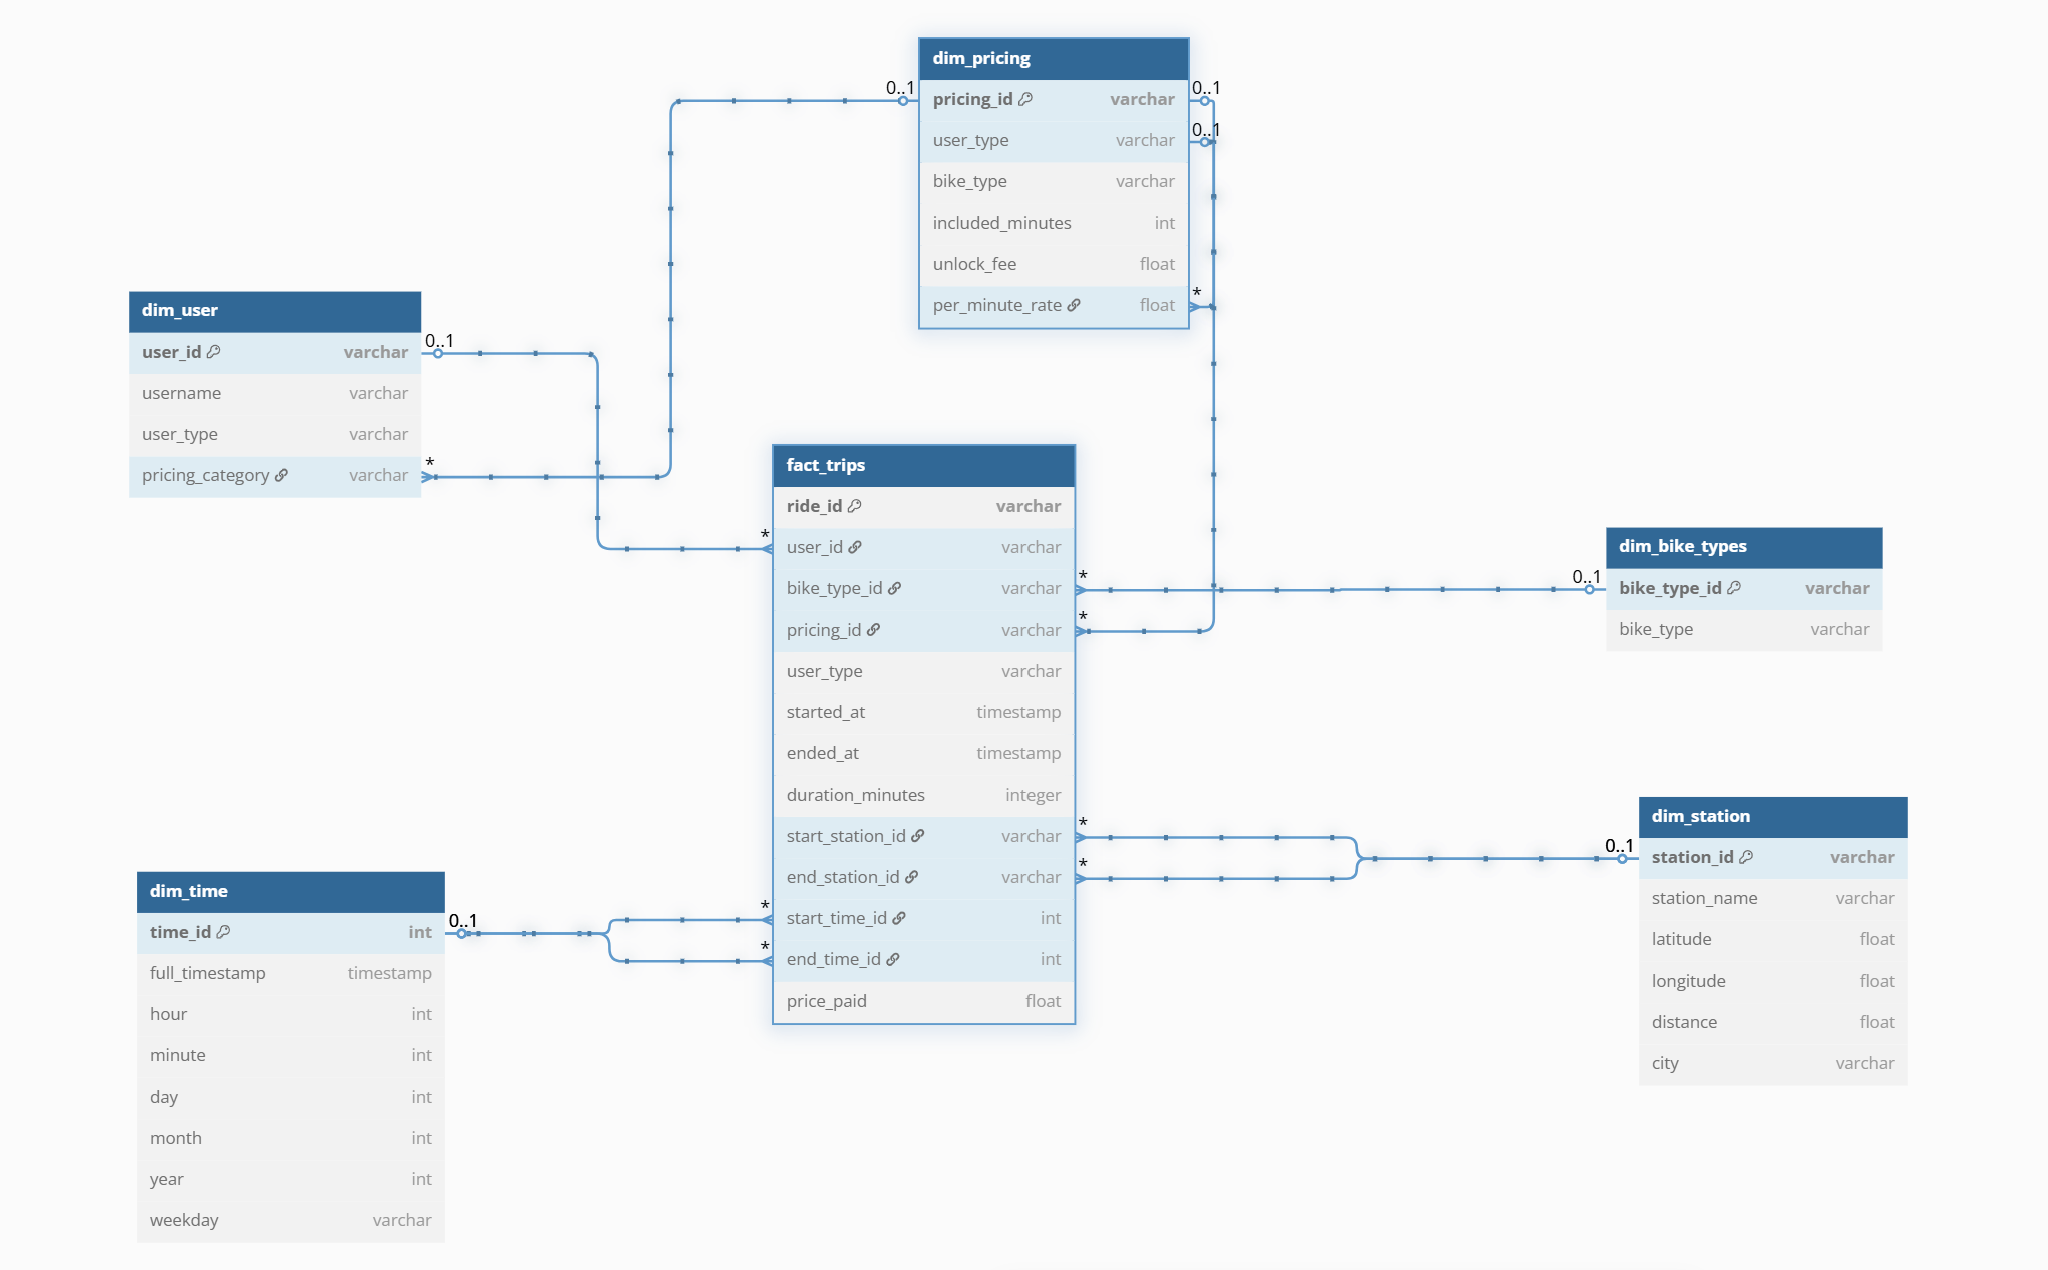 dim_pricing
0..1
pricing_id varchar 0..1
user_type varchar 0..1
bike_type varchar
included_minutes int
unlock_fee float
per_minute_rate float *
dim_user
user_id varchar 0..1
username varchar
user_type varchar
pricing_category varchar *
fact_trips
ride_id varchar
* user_id varchar
bike_type_id varchar *
pricing_id varchar *
user_type varchar
started_at timestamp
ended_at timestamp
duration_minutes integer
start_station_id varchar *
end_station_id varchar *
* start_time_id int
* end_time_id int
price_paid float
dim_bike_types
0..1 bike_type_id varchar
bike_type varchar
dim_station
0..1 station_id varchar
station_name varchar
latitude float
longitude float
distance float
city varchar
dim_time
time_id int 0..1
full_timestamp timestamp
hour int
minute int
day int
month int
year int
weekday varchar